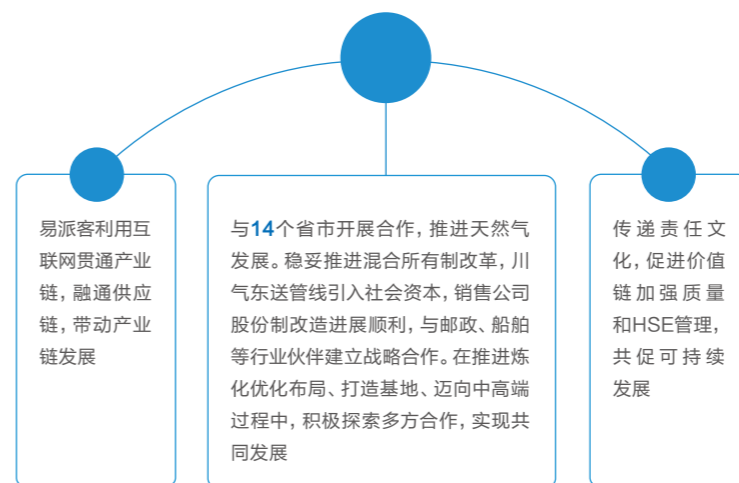 易派客利用互
联网贯通产业
链，融通供应
链，带动产业
链发展
与14个省市开展合作，推进天然气
发展。稳妥推进混合所有制改革，川
气东送管线引入社会资本，销售公司
股份制改造进展顺利，与邮政、船舶
等行业伙伴建立战略合作。在推进炼
化优化布局、打造基地、迈向中高端
过程中，积极探索多方合作，实现共
同发展
传递责任文
化，促进价值
链加强质量
和HSE管理，
共促可持续
发展